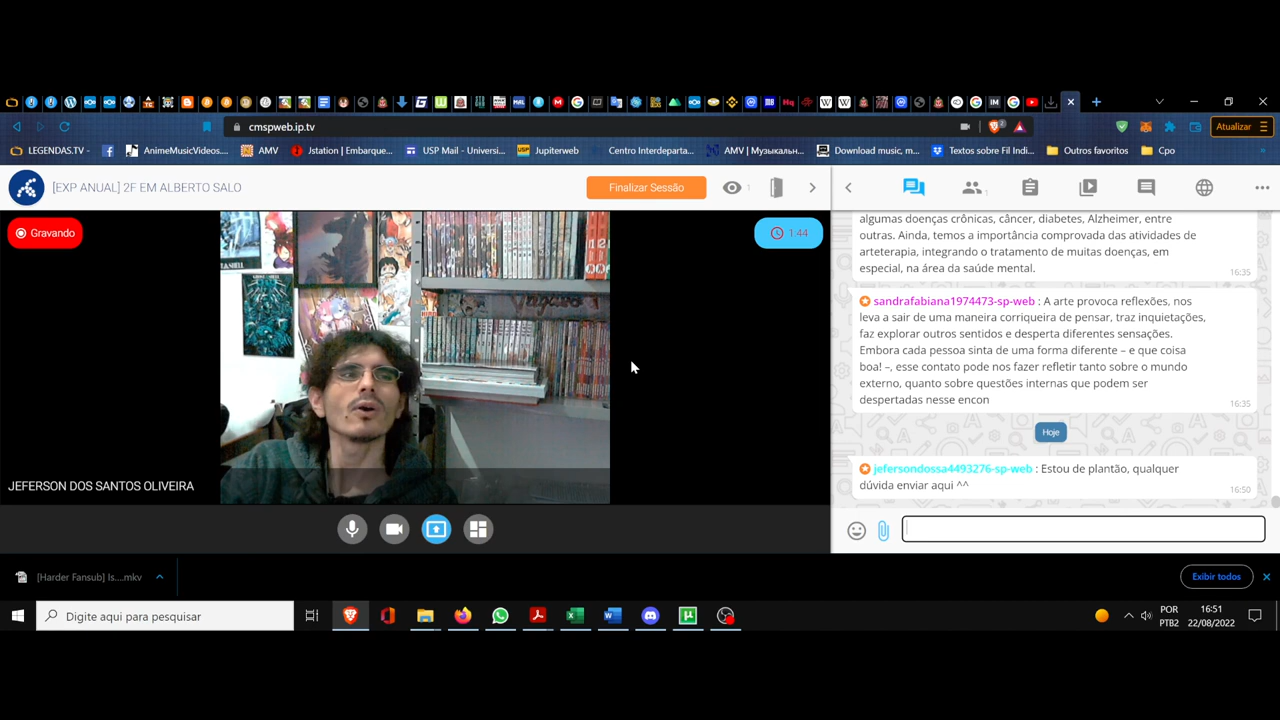 cmspweb.ip.tv
Atualizar
LEGENDAS.TV -
AnimeMusicVideos....
AMV
Jstation | Embarque...
USP Mail - Universi...
Jupiterweb
Centro Interdeparta...
AMV | Музыкальн...
Download music, m...
Textos sobre Fil Indi...
Outros favoritos
Cpo
[EXP ANUAL] 2F EM ALBERTO SALO
Finalizar Sessão
1
1
Gravando
1:44
JEFERSON DOS SANTOS OLIVEIRA
algumas doenças crônicas, câncer, diabetes, Alzheimer, entre
outras. Ainda, temos a importância comprovada das atividades de
arteterapia, integrando o tratamento de muitas doenças, em
especial, na área da saúde mental.
16:35
sandrafabiana1974473-sp-web : A arte provoca reflexões, nos
leva a sair de uma maneira corriqueira de pensar, traz inquietações,
faz explorar outros sentidos e desperta diferentes sensações.
Embora cada pessoa sinta de uma forma diferente – e que coisa
boa! –, esse contato pode nos fazer refletir tanto sobre o mundo
externo, quanto sobre questões internas que podem ser
despertadas nesse encon
16:35
Hoje
jefersondossa4493276-sp-web : Estou de plantão, qualquer
dúvida enviar aqui ^^
16:50
[Harder Fansub] Is....mkv
Exibir todos
Digite aqui para pesquisar
POR
PTB2
16:51
22/08/2022